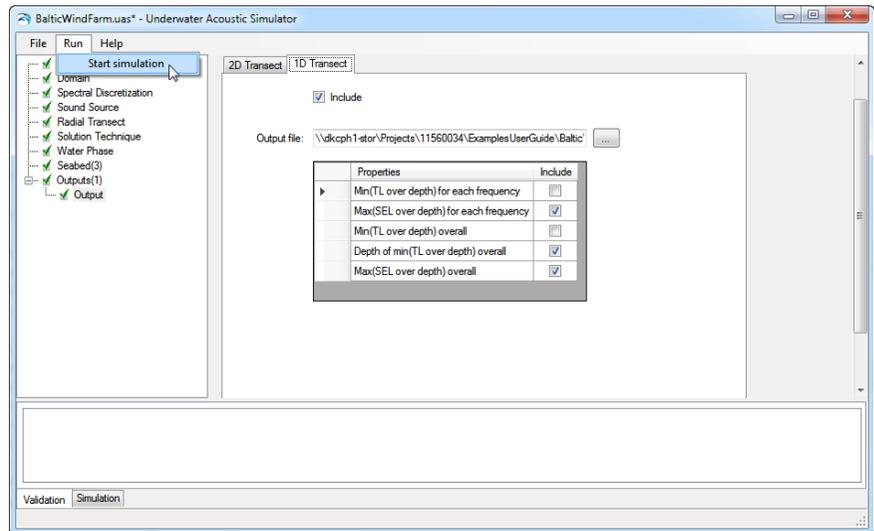 BalticWindFarm.uas* - Underwater Acoustic Simulator
File Run Help
Start simulation
Domain
Spectral Discretization
Sound Source
Radial Transect
Solution Technique
Water Phase
Seabed(3)
Outputs(1)
Output
2D Transect 1D Transect
Include
Output file: \\dkcph1-stor\Projects\11560034\ExamplesUserGuide\Baltic ...
Properties Include
Min(TL over depth) for each frequency
Max(SEL over depth) for each frequency
Min(TL over depth) overall
Depth of min(TL over depth) overall
Max(SEL over depth) overall
Validation Simulation